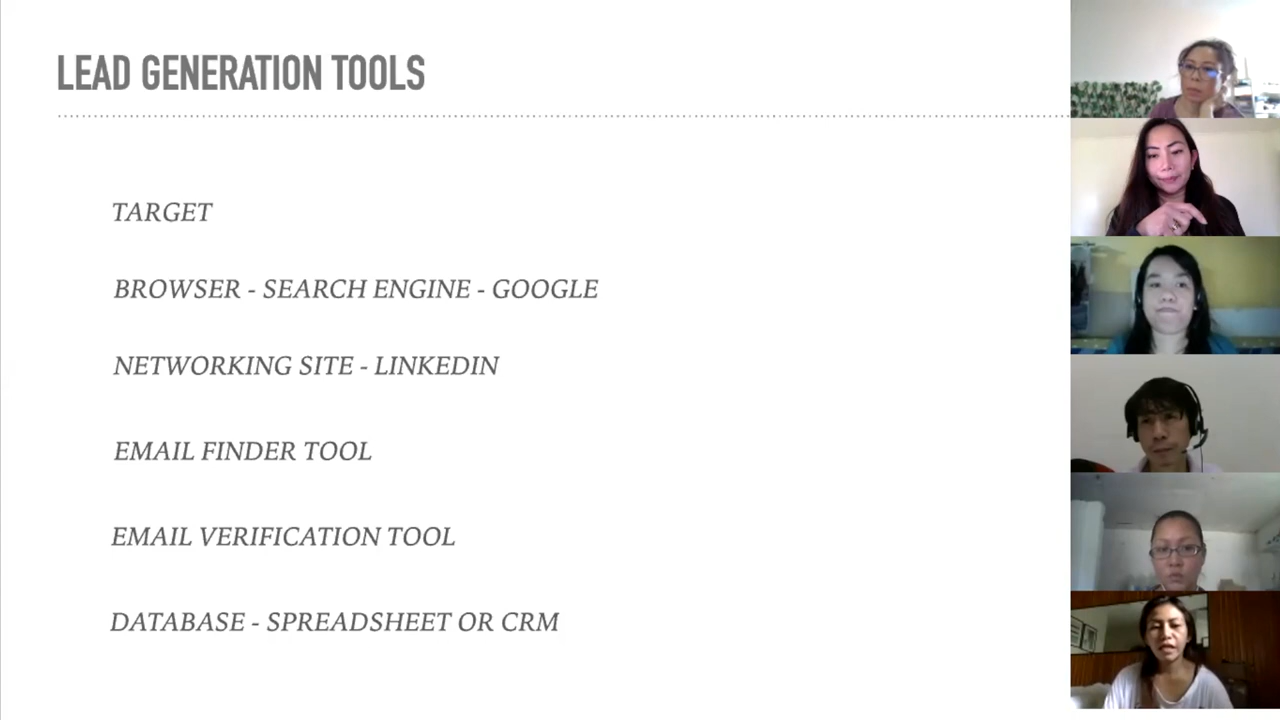 LEAD GENERATION TOOLS
TARGET
BROWSER - SEARCH ENGINE - GOOGLE
NETWORKING SITE - LINKEDIN
EMAIL FINDER TOOL
EMAIL VERIFICATION TOOL
DATABASE - SPREADSHEET OR CRM